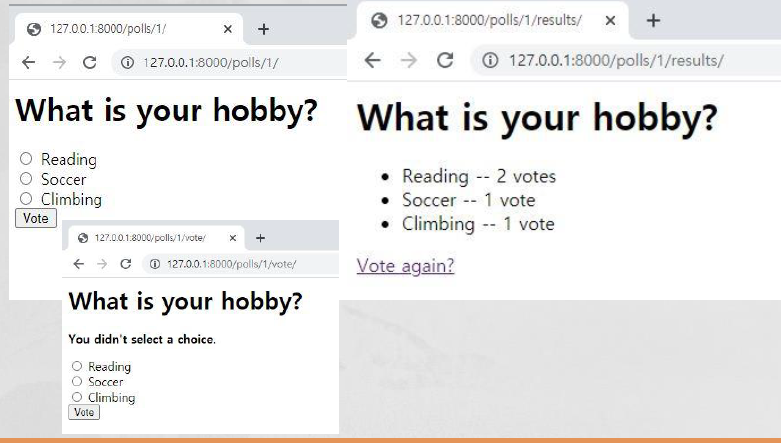 127.0.0.1:8000/polls/1/
127.0.0.1:8000/polls/1/
What is your hobby?
Reading
Soccer
Climbing
Vote
127.0.0.1:8000/polls/1/vote/
127.0.0.1:8000/polls/1/vote/
What is your hobby?
You didn't select a choice.
Reading
Soccer
Climbing
Vote
127.0.0.1:8000/polls/1/results/
127.0.0.1:8000/polls/1/results/
What is your hobby?
Reading -- 2 votes
Soccer -- 1 vote
Climbing -- 1 vote
Vote again?